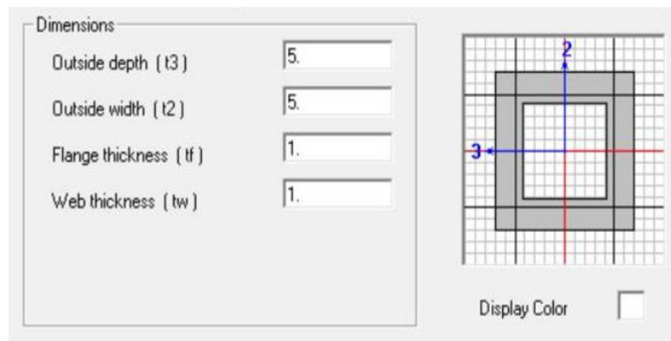 Dimensions
Outside depth ( t3 )
5.
Outside width ( t2 )
5.
Flange thickness ( tf )
1.
Web thickness ( tw )
1.
2
3
Display Color